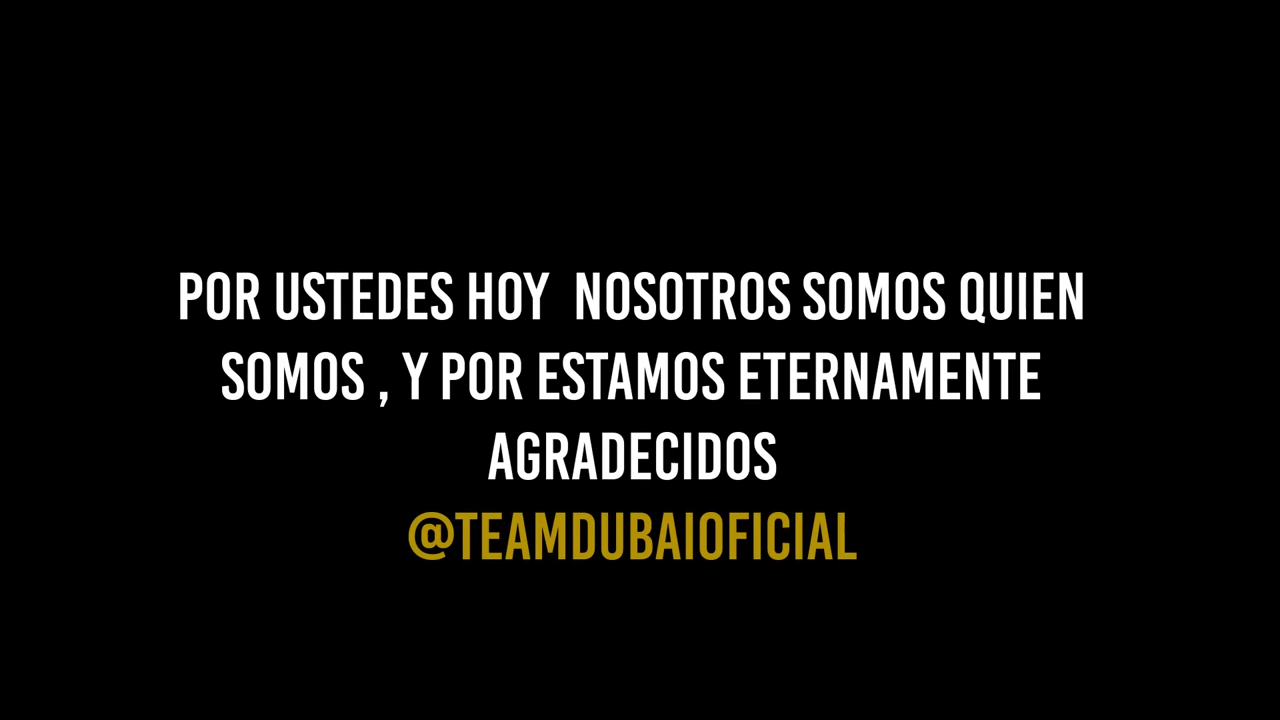 POR USTEDES HOY  NOSOTROS SOMOS QUIEN
SOMOS , Y POR ESTAMOS ETERNAMENTE
AGRADECIDOS
@TEAMDUBAIOFICIAL